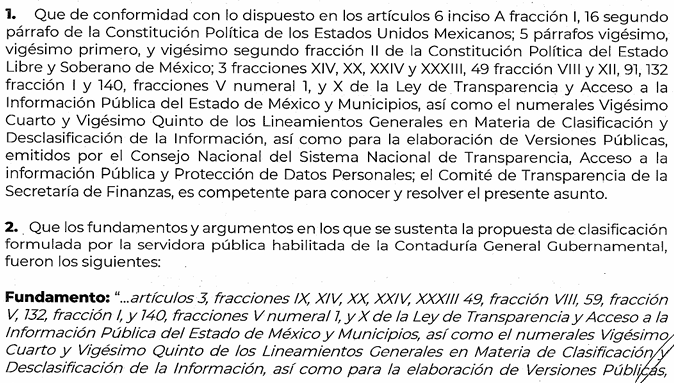 1. Que de conformidad con lo dispuesto en los artículos 6 inciso A fracción I, 16 segundo
párrafo de la Constitución Política de los Estados Unidos Mexicanos; 5 párrafos vigésimo,
vigésimo primero, y vigésimo segundo fracción II de la Constitución Política del Estado
Libre y Soberano de México; 3 fracciones XIV, XX, XXIV y XXXIII, 49 fracción VIII y XII, 91, 132
fracción I y 140, fracciones V numeral 1, y X de la Ley de Transparencia y Acceso a la
Información Pública del Estado de México y Municipios, así como el numerales Vigésimo
Cuarto y Vigésimo Quinto de los Lineamientos Generales en Materia de Clasificación y
Desclasificación de la Información, así como para la elaboración de Versiones Públicas,
emitidos por el Consejo Nacional del Sistema Nacional de Transparencia, Acceso a la
información Pública y Protección de Datos Personales; el Comité de Transparencia de la
Secretaría de Finanzas, es competente para conocer y resolver el presente asunto.
2. Que los fundamentos y argumentos en los que se sustenta la propuesta de clasificación
formulada por la servidora pública habilitada de la Contaduría General Gubernamental,
fueron los siguientes:
Fundamento: “...artículos 3, fracciones IX, XIV, XX, XXIV, XXXIII 49, fracción VIII, 59, fracción
V, 132, fracción I, y 140, fracciones V numeral 1, y X de la Ley de Transparencia y Acceso a la
Información Pública del Estado de México y Municipios, así como el numerales Vigésimo
Cuarto y Vigésimo Quinto de los Lineamientos Generales en Materia de Clasificación y
Desclasificación de la Información, así como para la elaboración de Versiones Públicas,